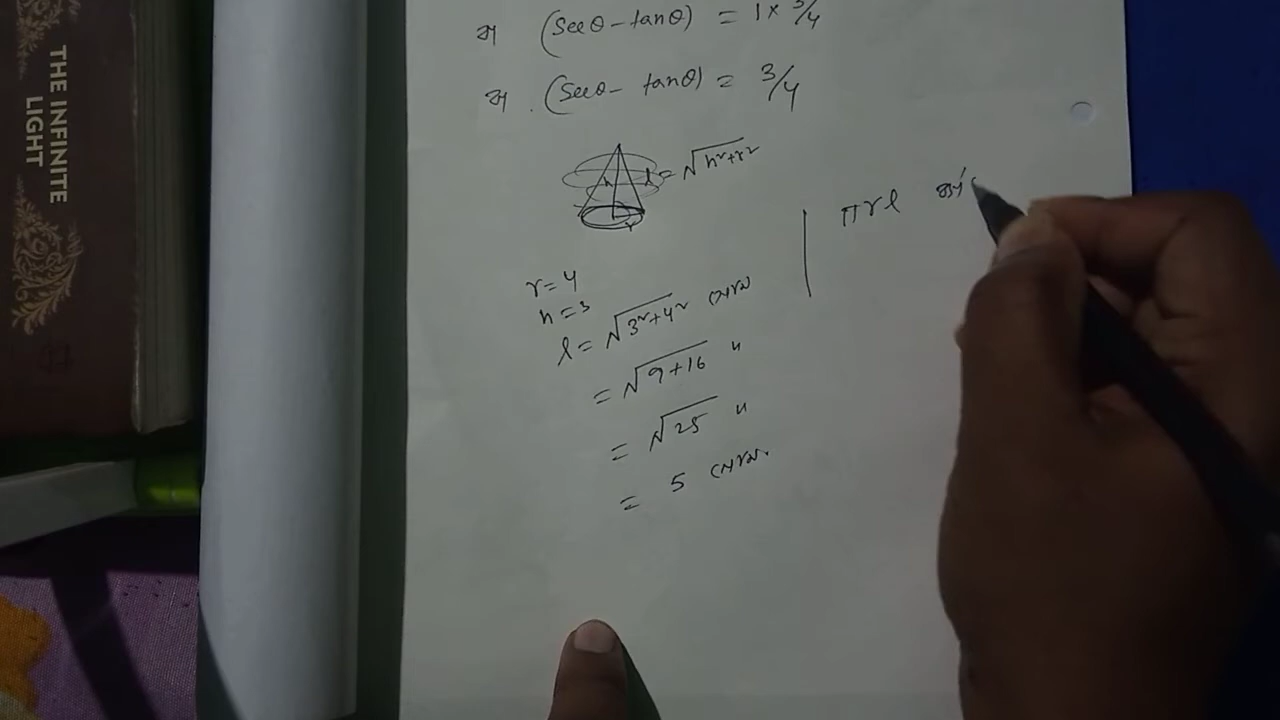 THE INFINITE
LIGHT
(Secθ-tanθ) = 1× 3/4
(Secθ- tanθ) = 3/4
h
l = √h²+r²
r=4
h=3
l = √3²+4² সেমি
= √9+16 "
= √25 "
= 5 সেমি.
πrl